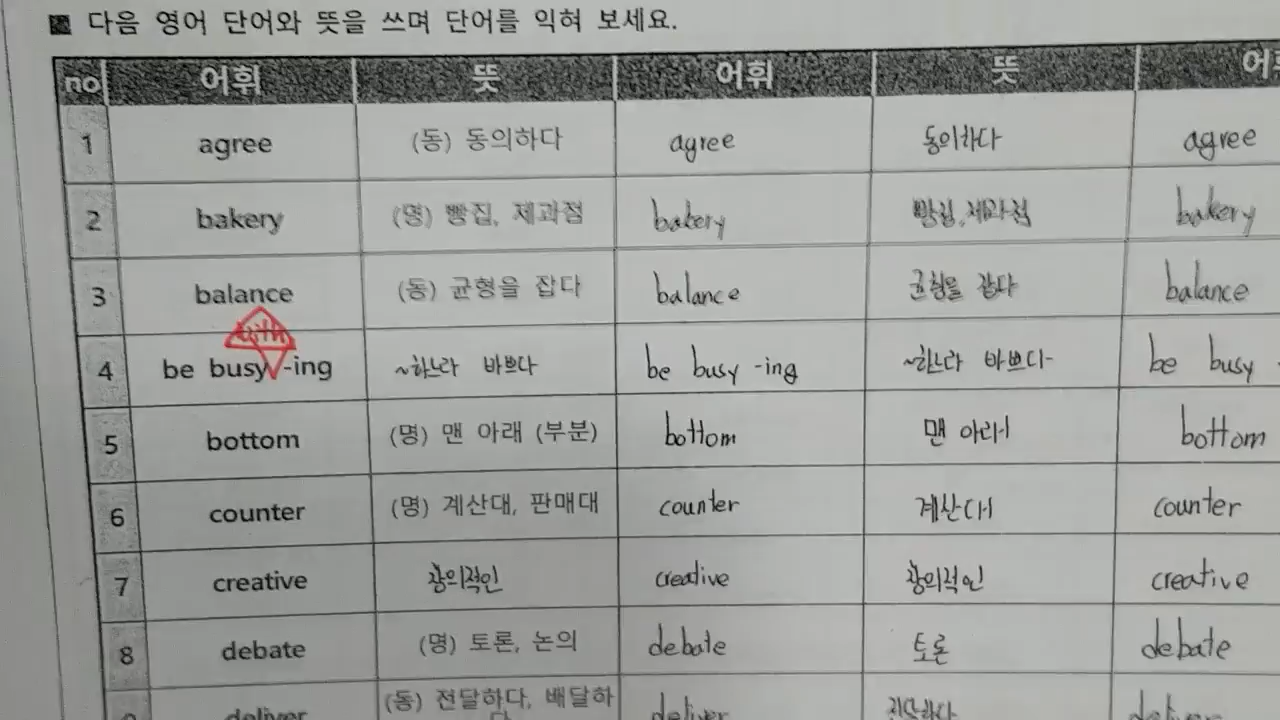 다음 영어 단어와 뜻을 쓰며 단어를 익혀 보세요.
no 어휘 뜻 어휘 뜻
1 agree (동) 동의하다 agree 동의하다 agree
2 bakery (명) 빵집, 제과점 bakery 빵집, 제과점 bakery
3 balance (동) 균형을 잡다 balance 균형을 잡다 balance
with
4 be busy -ing ~하느라 바쁘다 be busy -ing ~하느라 바쁘다 be busy
5 bottom (명) 맨 아래 (부분) bottom 맨 아래 bottom
6 counter (명) 계산대, 판매대 counter 계산대 counter
7 creative 창의적인 creative 창의적인 creative
8 debate (명) 토론, 논의 debate 토론 debate
deliver (동) 전달하다, 배달하 deliver